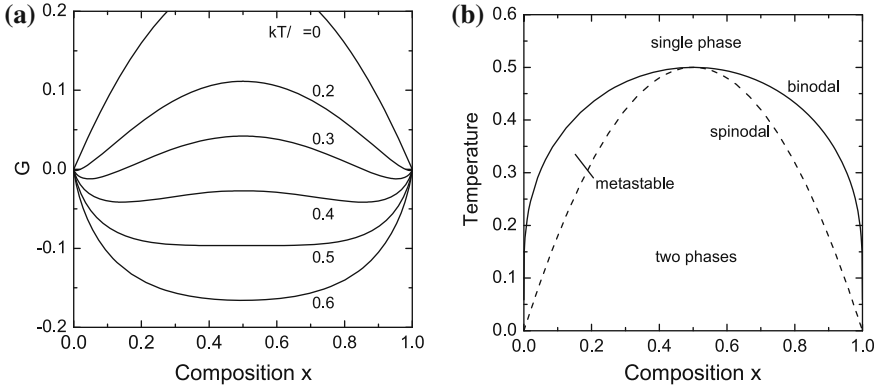 (a)
0.2
0.1
0.0
-0.1
-0.2
G
kT/ =0
0.2
0.3
0.4
0.5
0.6
0.0 0.2 0.4 0.6 0.8 1.0
Composition x
(b)
0.6
0.5
0.4
0.3
0.2
0.1
0.0
Temperature
single phase
binodal
spinodal
metastable
two phases
0.0 0.2 0.4 0.6 0.8 1.0
Composition x